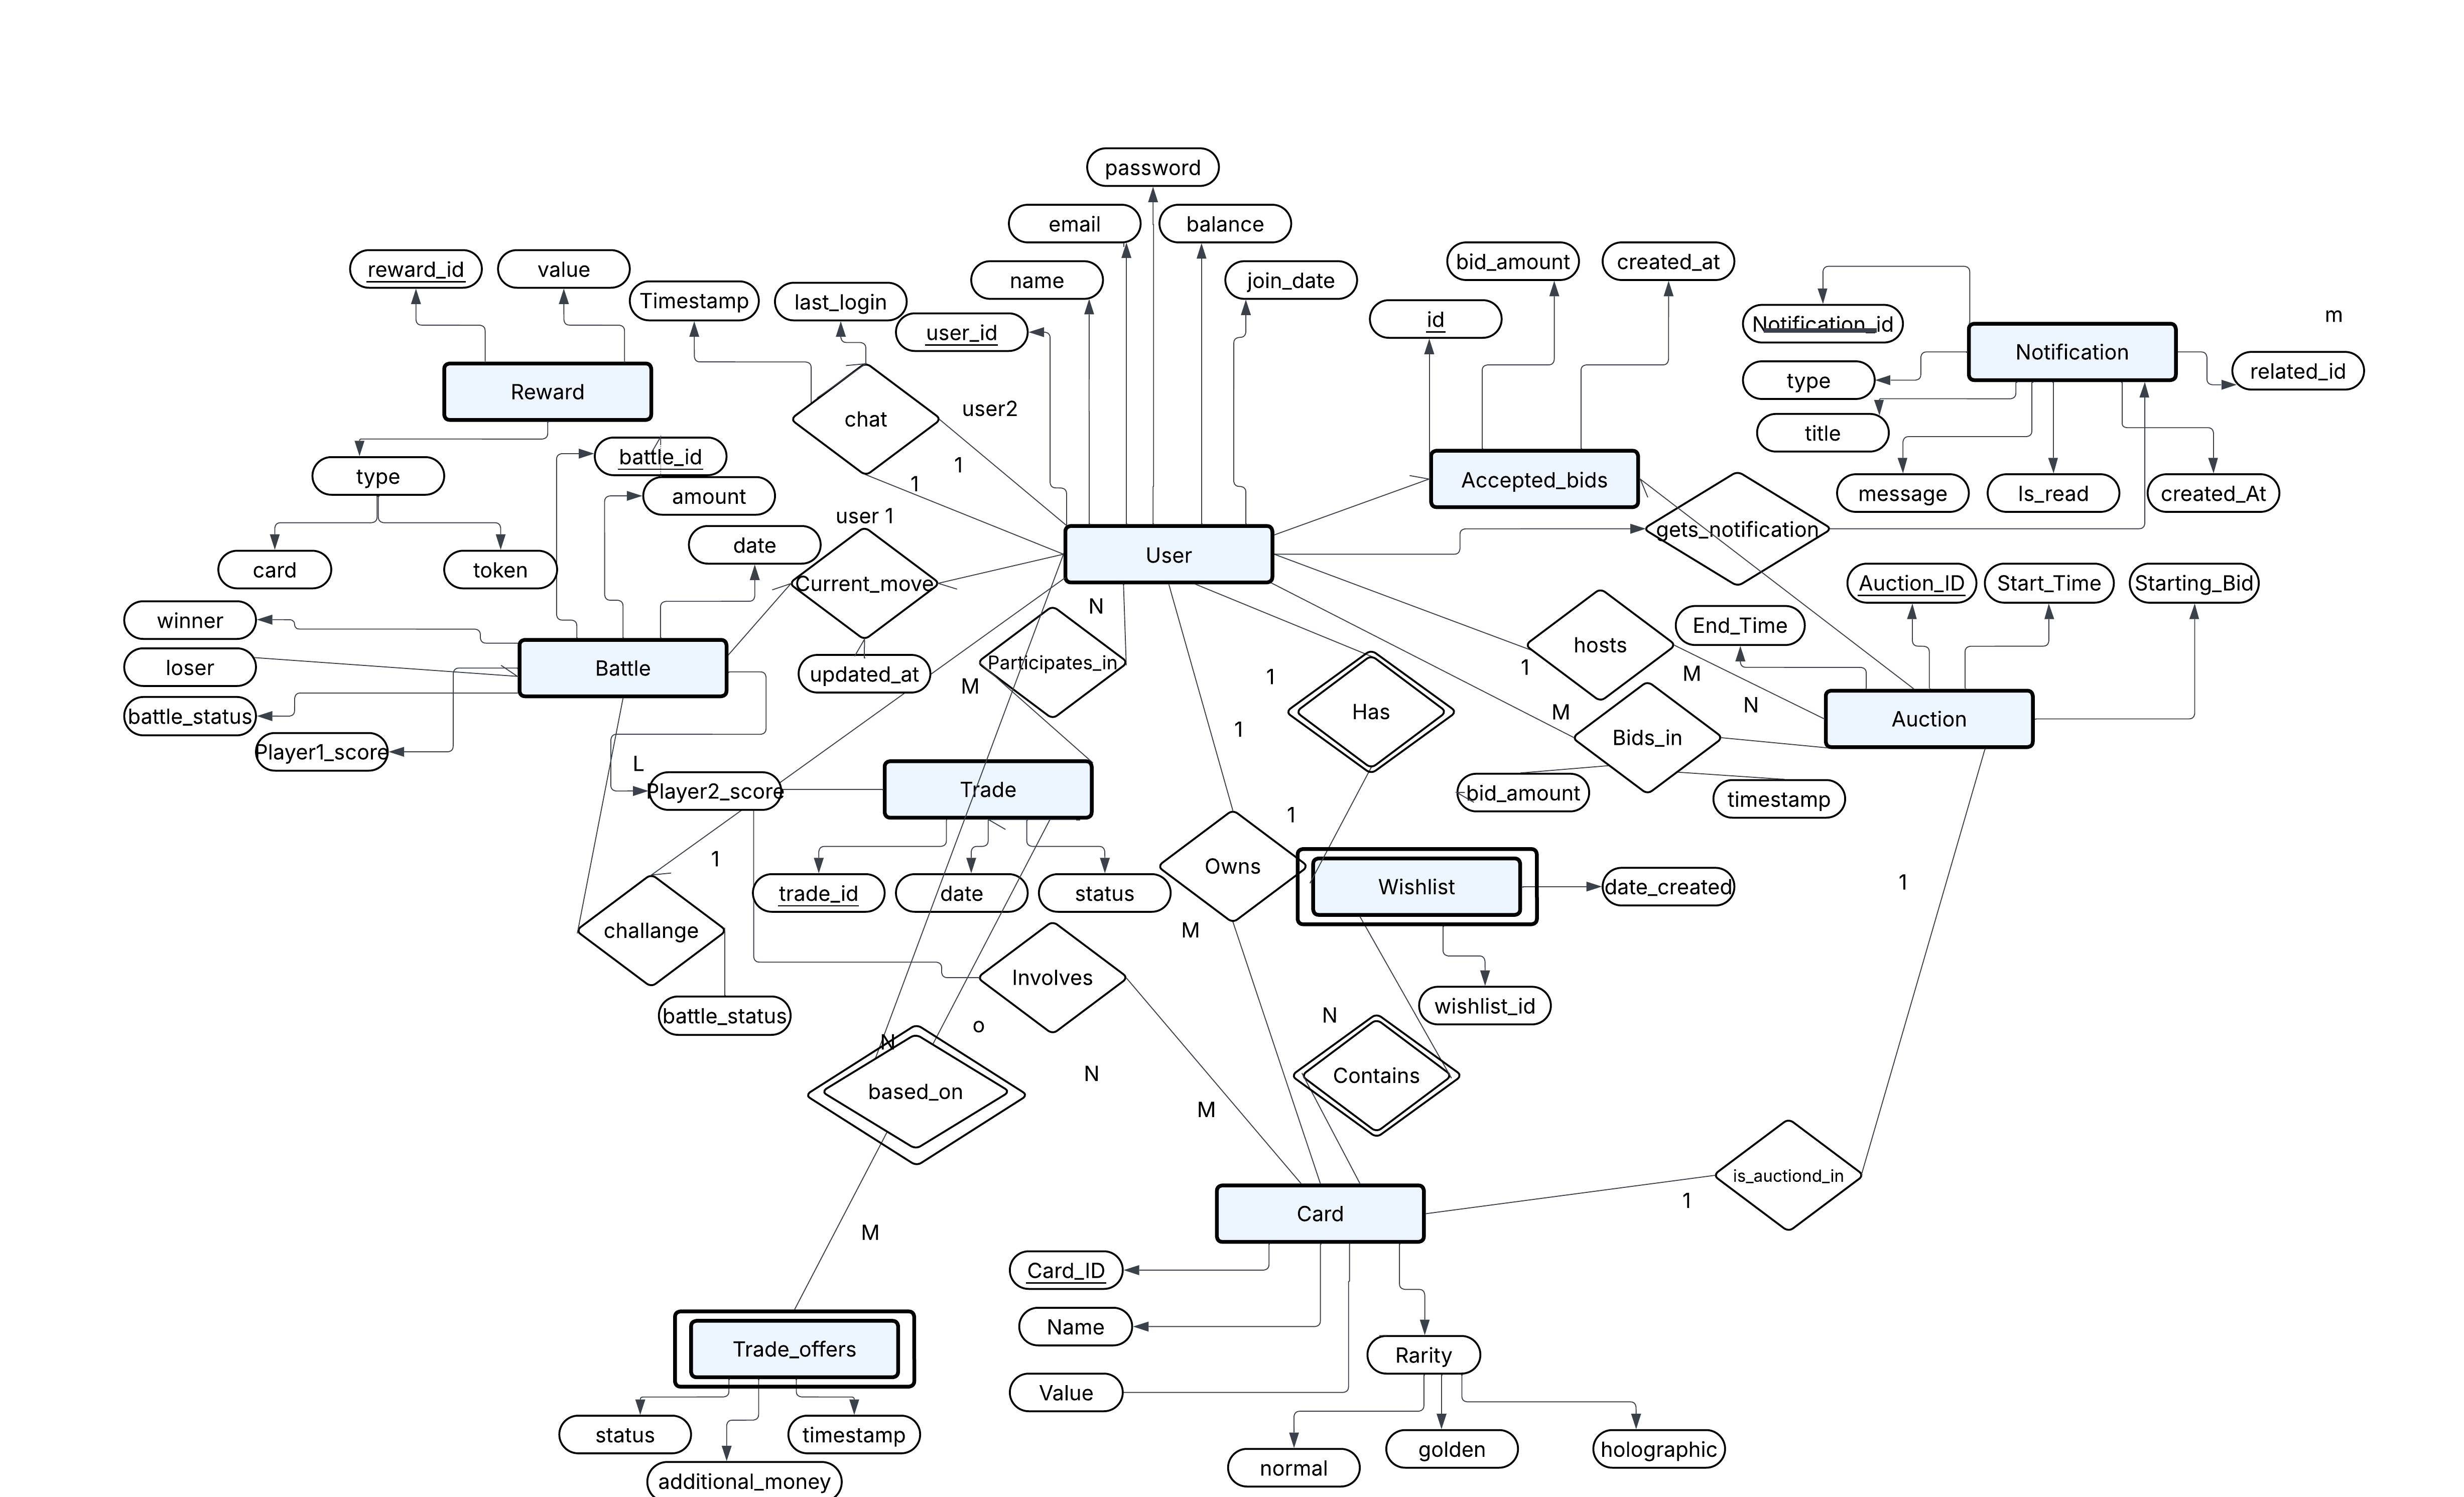 password
email
balance
name
join_date
user_id
last_login
Timestamp
reward_id
value
bid_amount
created_at
id
Notification_id
m
Notification
related_id
type
title
message
Is_read
created_At
Reward
chat
user2
1
1
type
battle_id
amount
user 1
date
card
token
Accepted_bids
gets_notification
User
Current_move
updated_at
winner
loser
battle_status
Player1_score
Battle
N
Participates_in
M
1
Has
1
hosts
1
M
End_Time
Auction_ID
Start_Time
Starting_Bid
N
Auction
M
Bids_in
bid_amount
timestamp
L
Player2_score
Trade
1
trade_id
date
status
1
Owns
M
Wishlist
date_created
wishlist_id
1
challange
battle_status
Involves
N
o
N
M
based_on
N
Contains
is_auctiond_in
1
M
Card
Card_ID
Name
Value
Rarity
normal
golden
holographic
Trade_offers
status
timestamp
additional_money